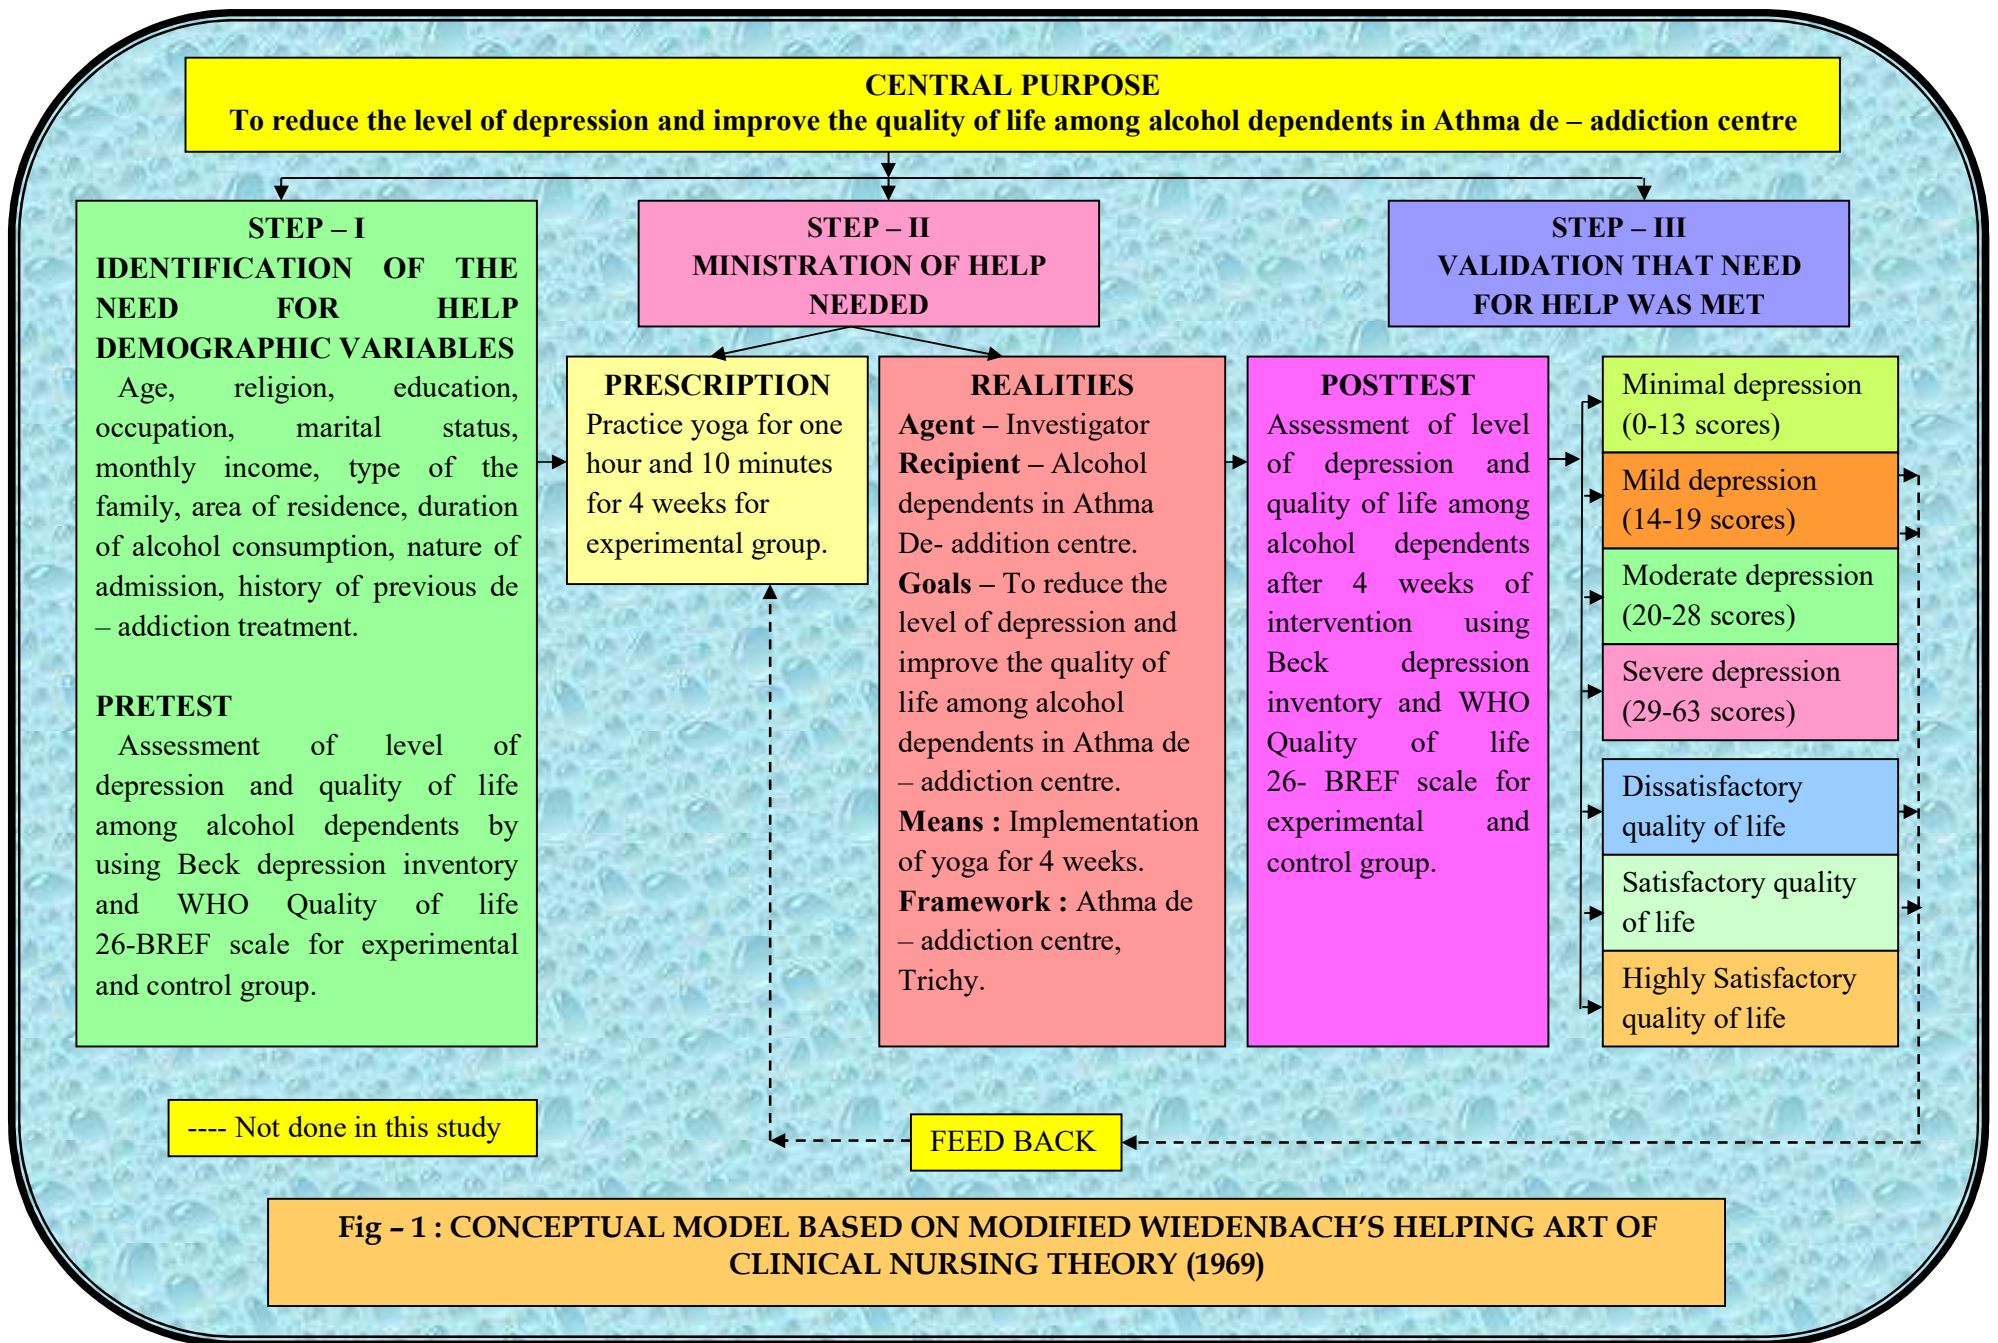 CENTRAL PURPOSE
To reduce the level of depression and improve the quality of life among alcohol dependents in Athma de – addiction centre
STEP – I
IDENTIFICATION OF THE
NEED FOR HELP
DEMOGRAPHIC VARIABLES
Age, religion, education,
occupation, marital status,
monthly income, type of the
family, area of residence, duration
of alcohol consumption, nature of
admission, history of previous de
– addiction treatment.
PRETEST
Assessment of level of
depression and quality of life
among alcohol dependents by
using Beck depression inventory
and WHO Quality of life
26-BREF scale for experimental
and control group.
STEP – II
MINISTRATION OF HELP
NEEDED
PRESCRIPTION
Practice yoga for one
hour and 10 minutes
for 4 weeks for
experimental group.
REALITIES
Agent – Investigator
Recipient – Alcohol
dependents in Athma
De- addition centre.
Goals – To reduce the
level of depression and
improve the quality of
life among alcohol
dependents in Athma de
– addiction centre.
Means : Implementation
of yoga for 4 weeks.
Framework : Athma de
– addiction centre,
Trichy.
STEP – III
VALIDATION THAT NEED
FOR HELP WAS MET
POSTTEST
Assessment of level
of depression and
quality of life among
alcohol dependents
after 4 weeks of
intervention using
Beck depression
inventory and WHO
Quality of life
26- BREF scale for
experimental and
control group.
Minimal depression
(0-13 scores)
Mild depression
(14-19 scores)
Moderate depression
(20-28 scores)
Severe depression
(29-63 scores)
Dissatisfactory
quality of life
Satisfactory quality
of life
Highly Satisfactory
quality of life
---- Not done in this study
FEED BACK
Fig – 1 : CONCEPTUAL MODEL BASED ON MODIFIED WIEDENBACH’S HELPING ART OF
CLINICAL NURSING THEORY (1969)